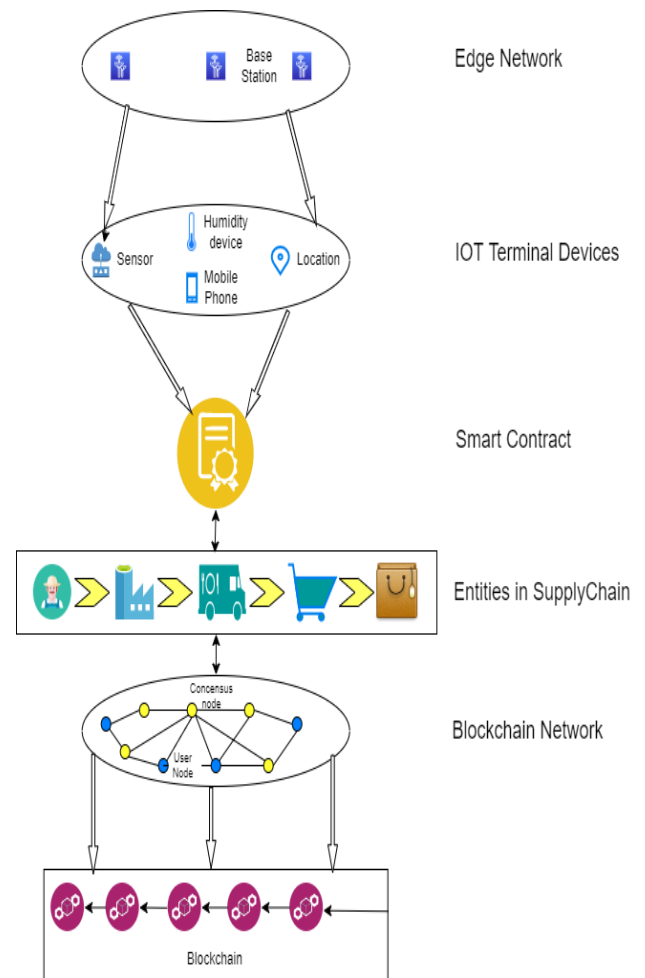 Base
Station
Edge Network
Humidity
device
Sensor
Location
Mobile
Phone
IOT Terminal Devices
Smart Contract
Entities in SupplyChain
Concensus
node
User
Node
Blockchain Network
Blockchain